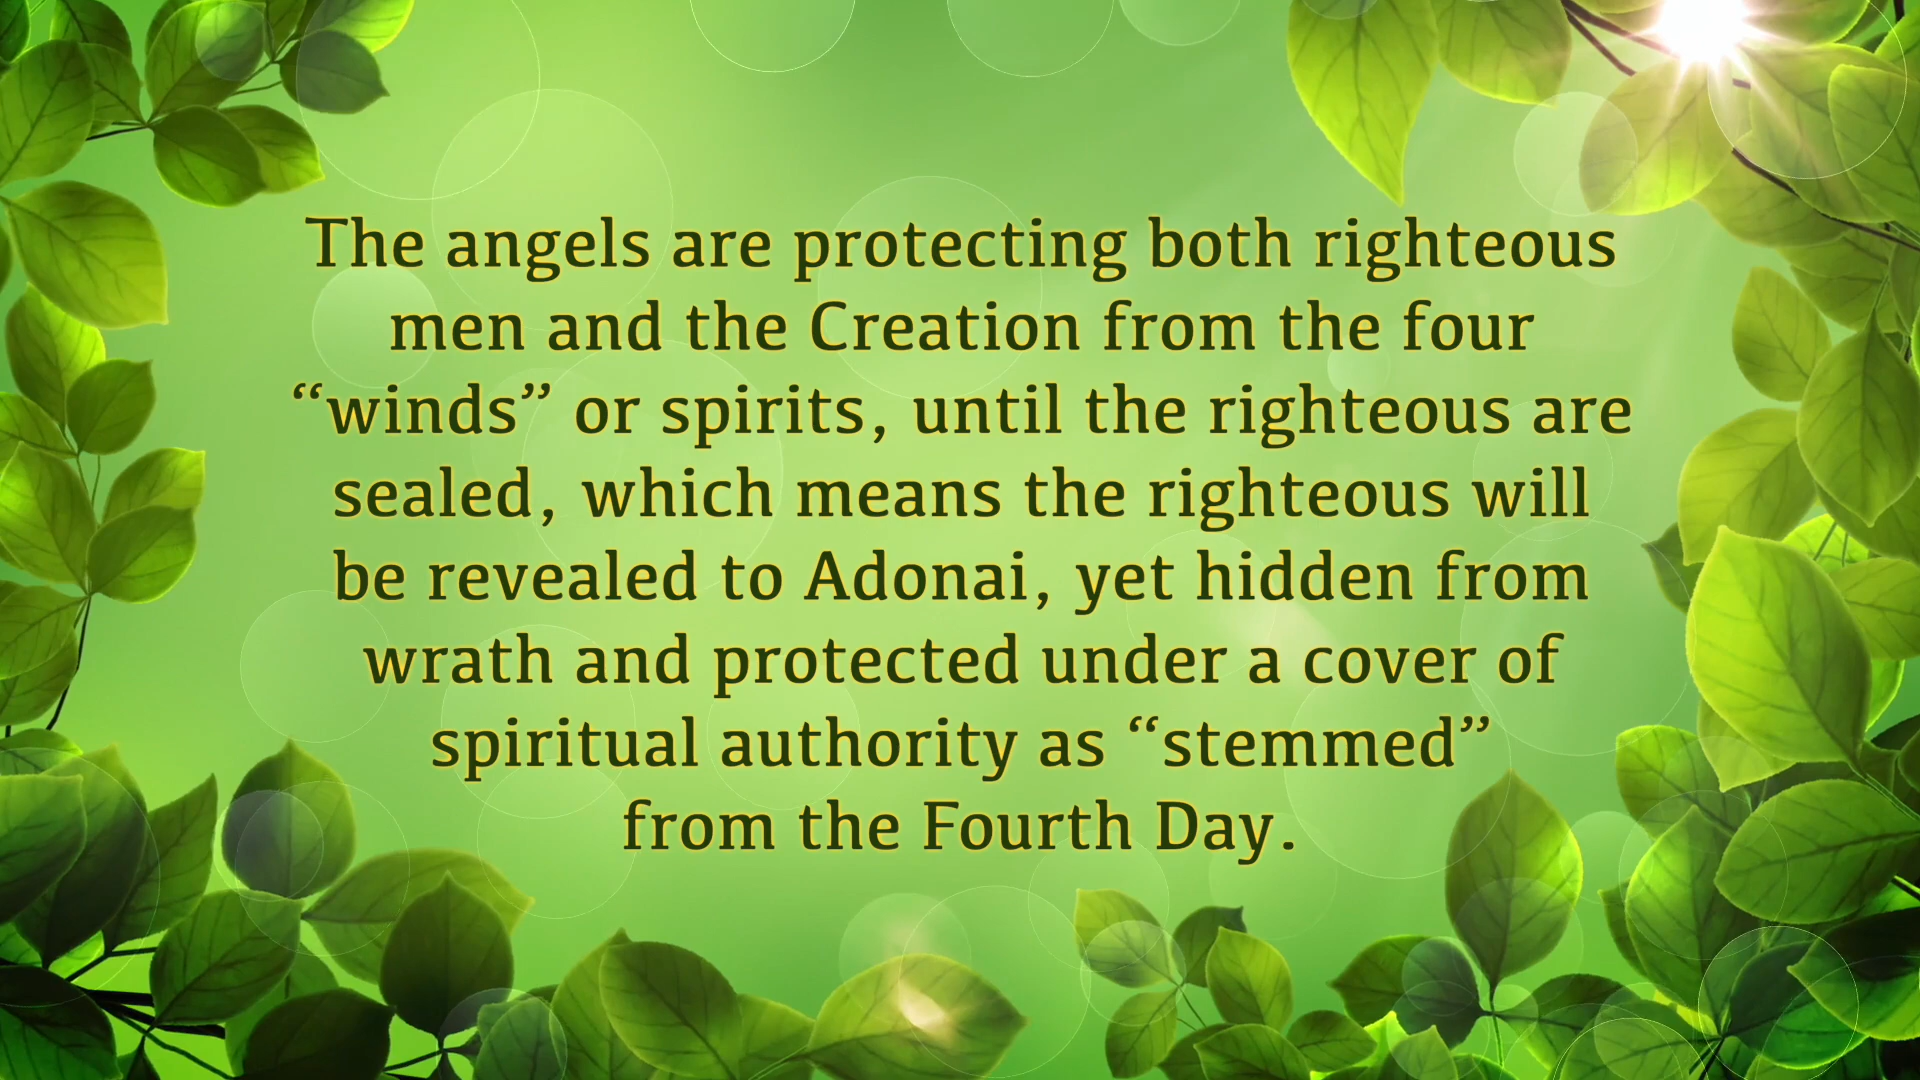 The angels are protecting both righteous
men and the Creation from the four
“winds” or spirits, until the righteous are
sealed, which means the righteous will
be revealed to Adonai, yet hidden from
wrath and protected under a cover of
spiritual authority as “stemmed”
from the Fourth Day.